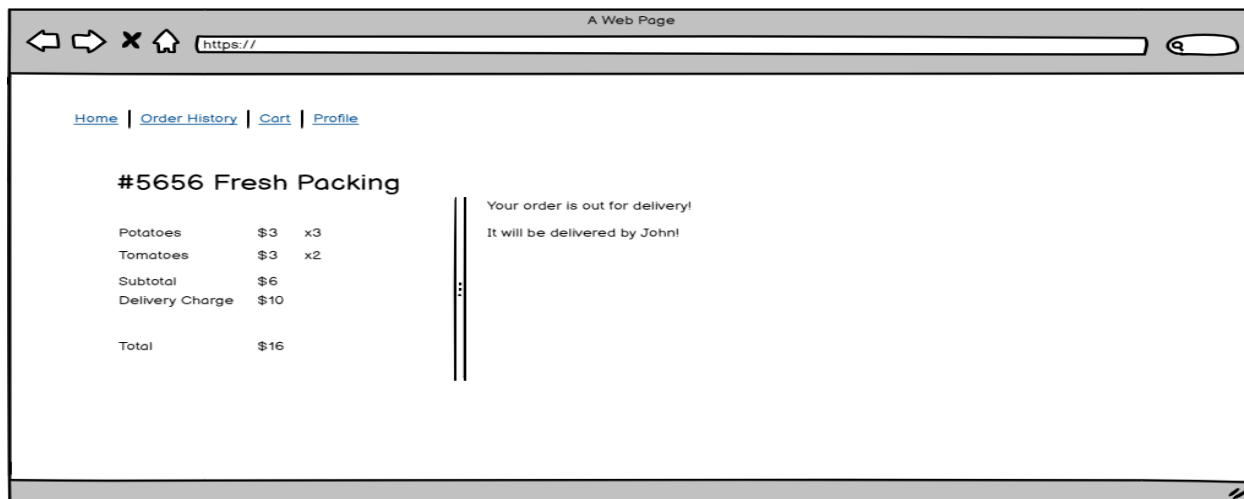 A Web Page
https://
Home | Order History | Cart | Profile
#5656 Fresh Packing
Potatoes $3 x3
Tomatoes $3 x2
Subtotal $6
Delivery Charge $10
Total $16
Your order is out for delivery!
It will be delivered by John!